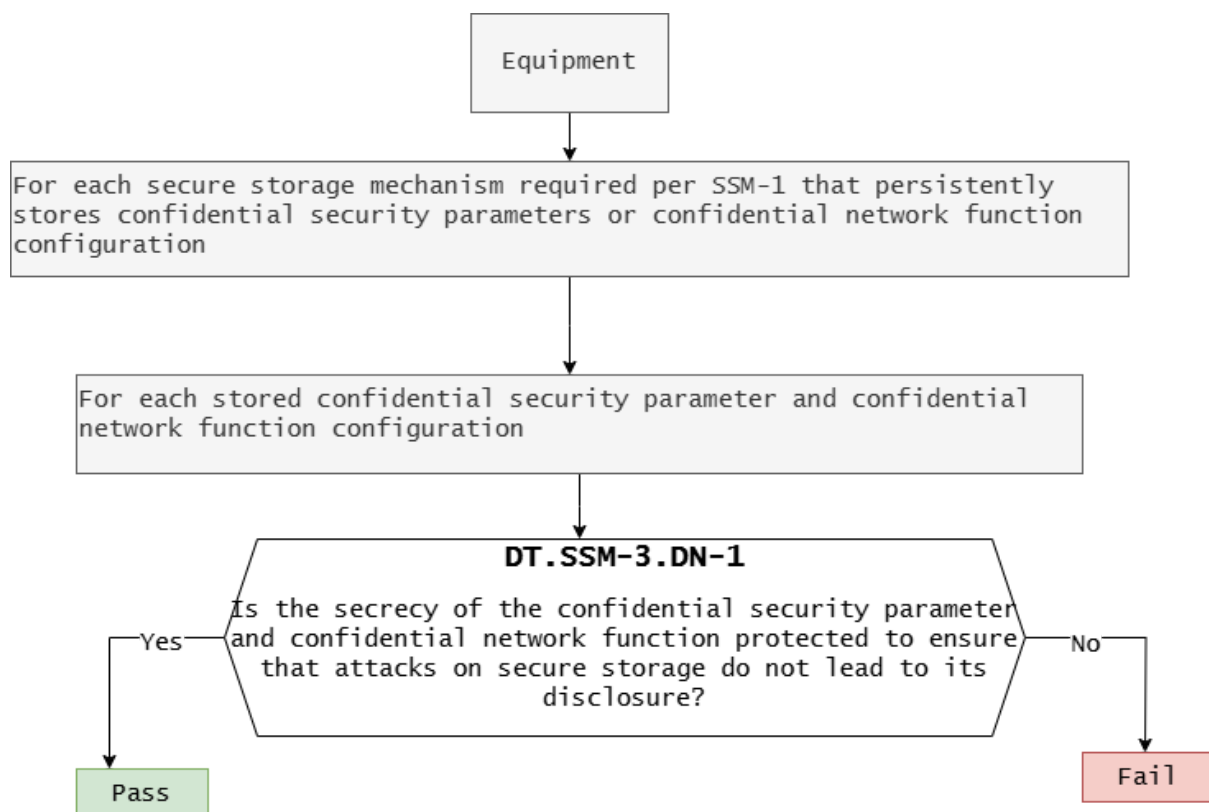 Equipment
For each secure storage mechanism required per SSM-1 that persistently
stores confidential security parameters or confidential network function
configuration
For each stored confidential security parameter and confidential
network function configuration
DT.SSM-3.DN-1
Is the secrecy of the confidential security parameter
and confidential network function protected to ensure
that attacks on secure storage do not lead to its
disclosure?
Yes
No
Pass
Fail